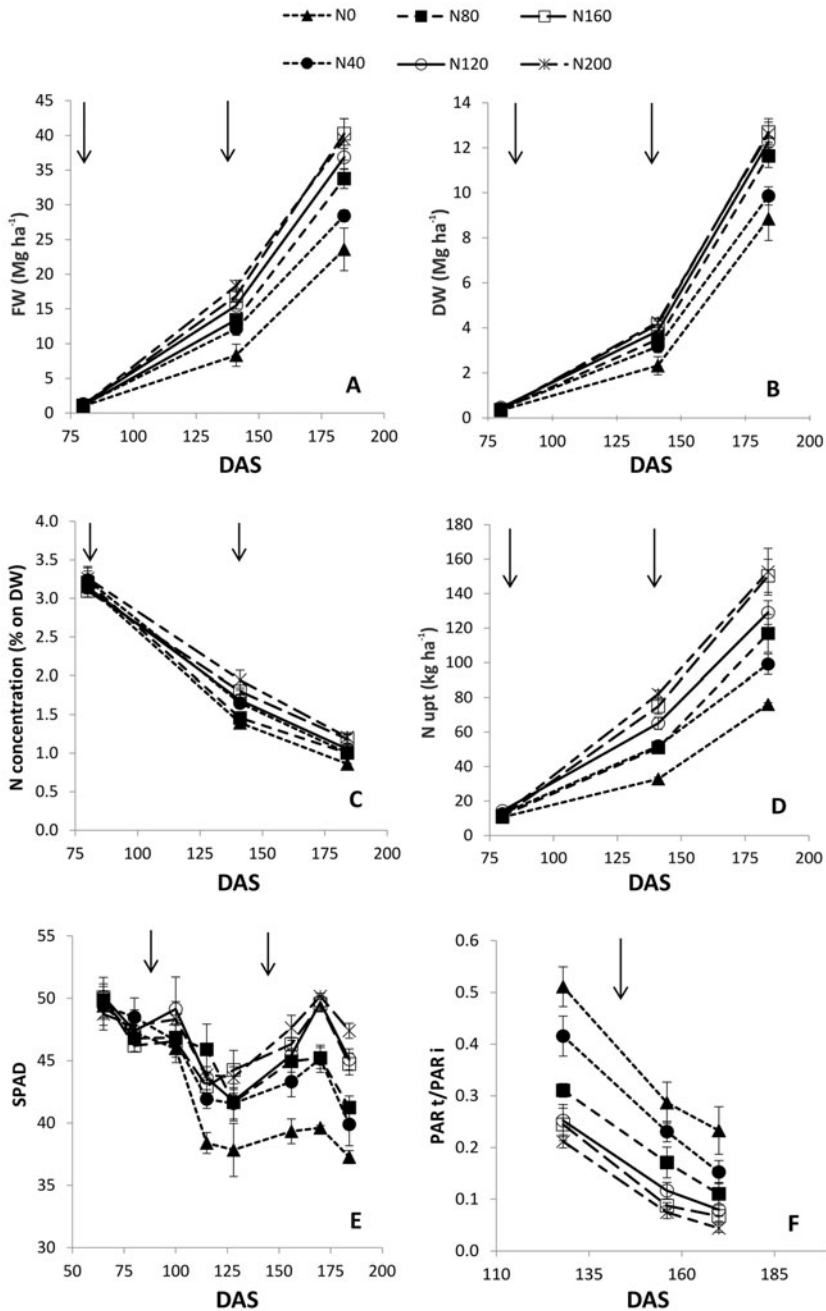 N0 N80 N160
N40 N120 N200
45
40
35
30
25
20
15
10
5
0
FW (Mg ha⁻¹)
A
75 100 125 150 175 200
DAS
14
12
10
8
6
4
2
0
DW (Mg ha⁻¹)
B
75 100 125 150 175 200
DAS
4.0
3.5
3.0
2.5
2.0
1.5
1.0
0.5
0.0
N concentration (% on DW)
C
75 100 125 150 175 200
DAS
180
160
140
120
100
80
60
40
20
0
N upt (kg ha⁻¹)
D
75 100 125 150 175 200
DAS
55
50
45
40
35
30
SPAD
E
50 75 100 125 150 175 200
DAS
0.6
0.5
0.4
0.3
0.2
0.1
0.0
PAR t/PAR i
F
110 135 160 185
DAS